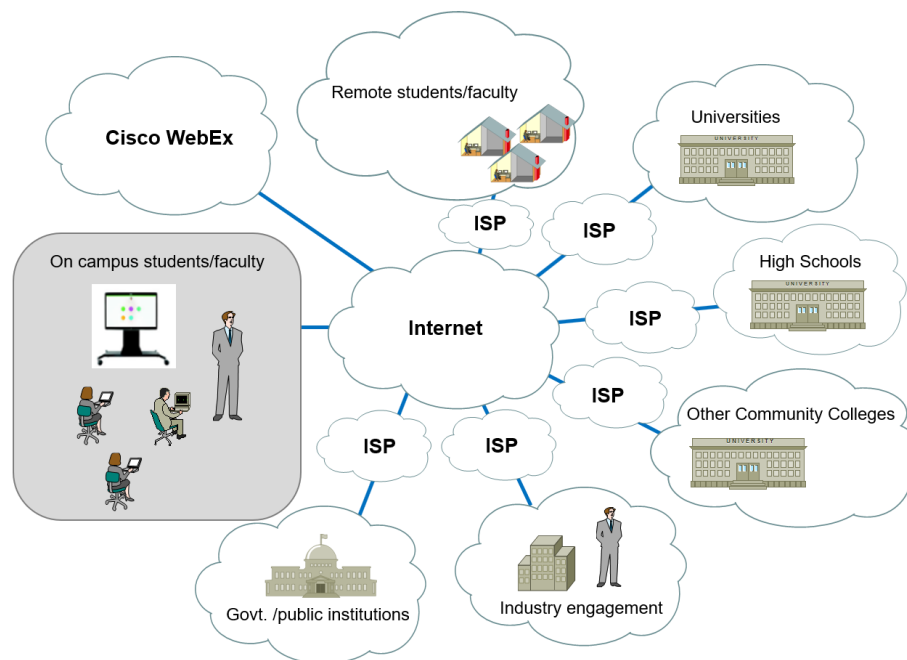 Remote students/faculty
Cisco WebEx
Universities
UNIVERSITY
ISP
ISP
On campus students/faculty
High Schools
UNIVERSITY
Internet
ISP
ISP
Other Community Colleges
UNIVERSITY
ISP
ISP
Govt. /public institutions
Industry engagement